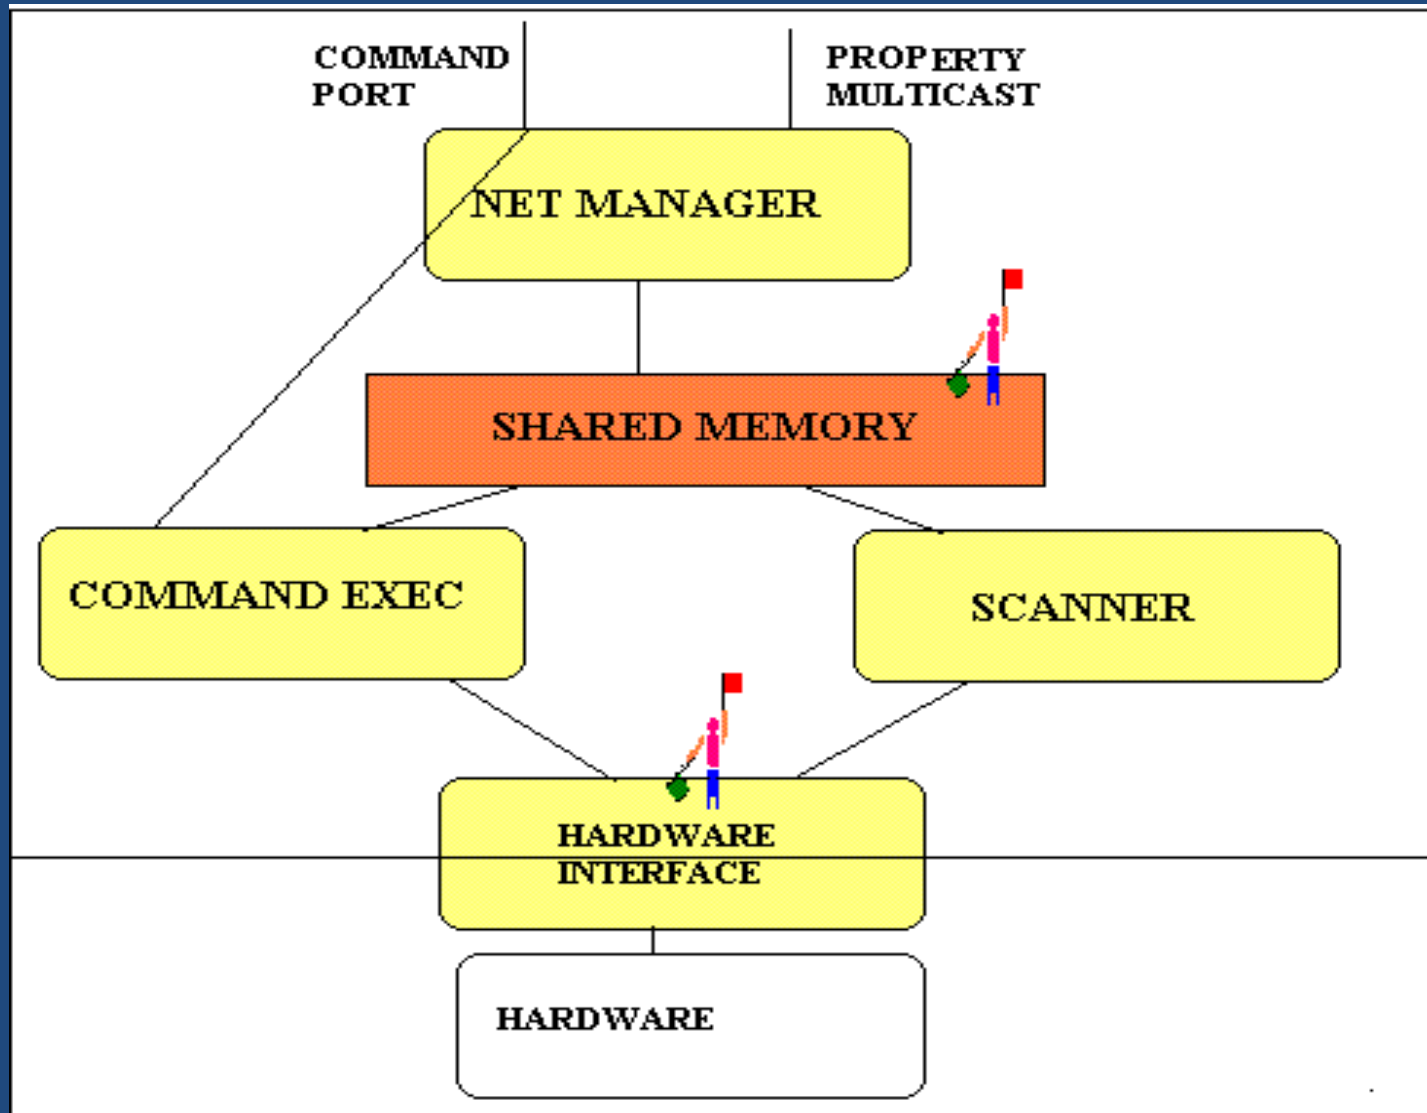 COMMAND
PORT
PROPERTY
MULTICAST
NET MANAGER
SHARED MEMORY
COMMAND EXEC
SCANNER
HARDWARE
INTERFACE
HARDWARE